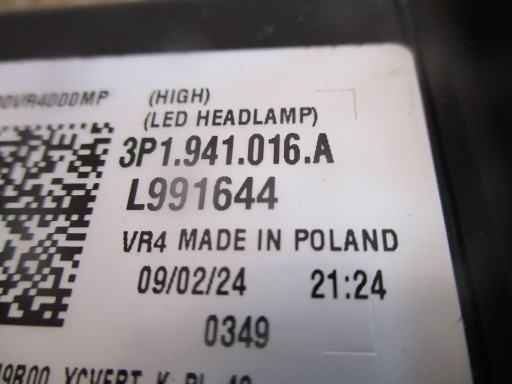 (HIGH)
(LED HEADLAMP)
3P1.941.016.A
L991644
VR4 MADE IN POLAND
09/02/24 21:24
0349